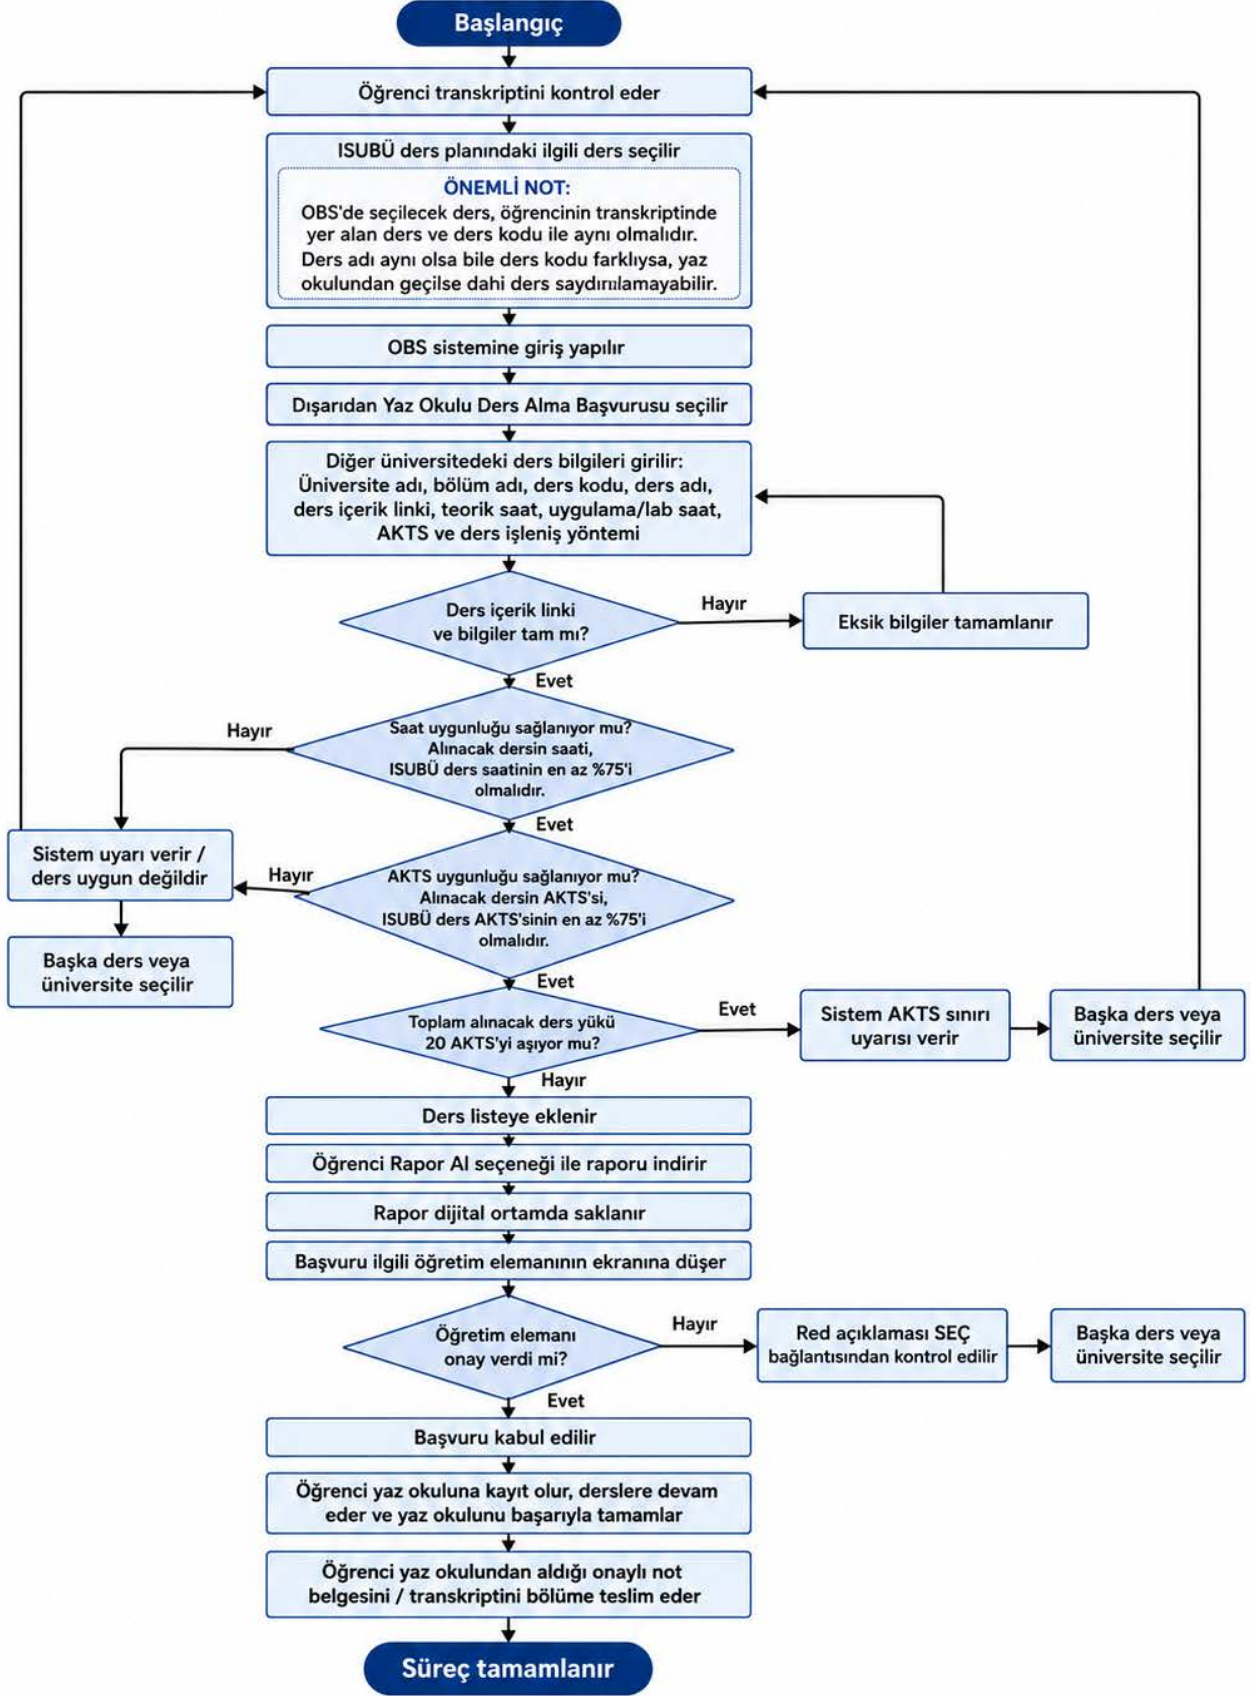 Başlangıç
Öğrenci transkriptini kontrol eder
ISUBÜ ders planındaki ilgili ders seçilir
ÖNEMLİ NOT:
OBS'de seçilecek ders, öğrencinin transkriptinde
yer alan ders ve ders kodu ile aynı olmalıdır.
Ders adı aynı olsa bile ders kodu farklıysa, yaz
okulundan geçilse dahi ders saydırılamayabilir.
OBS sistemine giriş yapılır
Dışarıdan Yaz Okulu Ders Alma Başvurusu seçilir
Diğer üniversitedeki ders bilgileri girilir:
Üniversite adı, bölüm adı, ders kodu, ders adı,
ders içerik linki, teorik saat, uygulama/lab saat,
AKTS ve ders işleniş yöntemi
Ders içerik linki
ve bilgiler tam mı?
Hayır
Eksik bilgiler tamamlanır
Evet
Saat uygunluğu sağlanıyor mu?
Alınacak dersin saati,
ISUBÜ ders saatinin en az %75'i
olmalıdır.
Hayır
Evet
Sistem uyarı verir /
ders uygun değildir
Hayır
AKTS uygunluğu sağlanıyor mu?
Alınacak dersin AKTS'si,
ISUBÜ ders AKTS'sinin en az %75'i
olmalıdır.
Başka ders veya
üniversite seçilir
Evet
Toplam alınacak ders yükü
20 AKTS'yi aşıyor mu?
Evet
Sistem AKTS sınırı
uyarısı verir
Başka ders veya
üniversite seçilir
Hayır
Ders listeye eklenir
Öğrenci Rapor Al seçeneği ile raporu indirir
Rapor dijital ortamda saklanır
Başvuru ilgili öğretim elemanının ekranına düşer
Öğretim elemanı
onay verdi mi?
Hayır
Red açıklaması SEÇ
bağlantısından kontrol edilir
Başka ders veya
üniversite seçilir
Evet
Başvuru kabul edilir
Öğrenci yaz okuluna kayıt olur, derslere devam
eder ve yaz okulunu başarıyla tamamlar
Öğrenci yaz okulundan aldığı onaylı not
belgesini / transkriptini bölüme teslim eder
Süreç tamamlanır